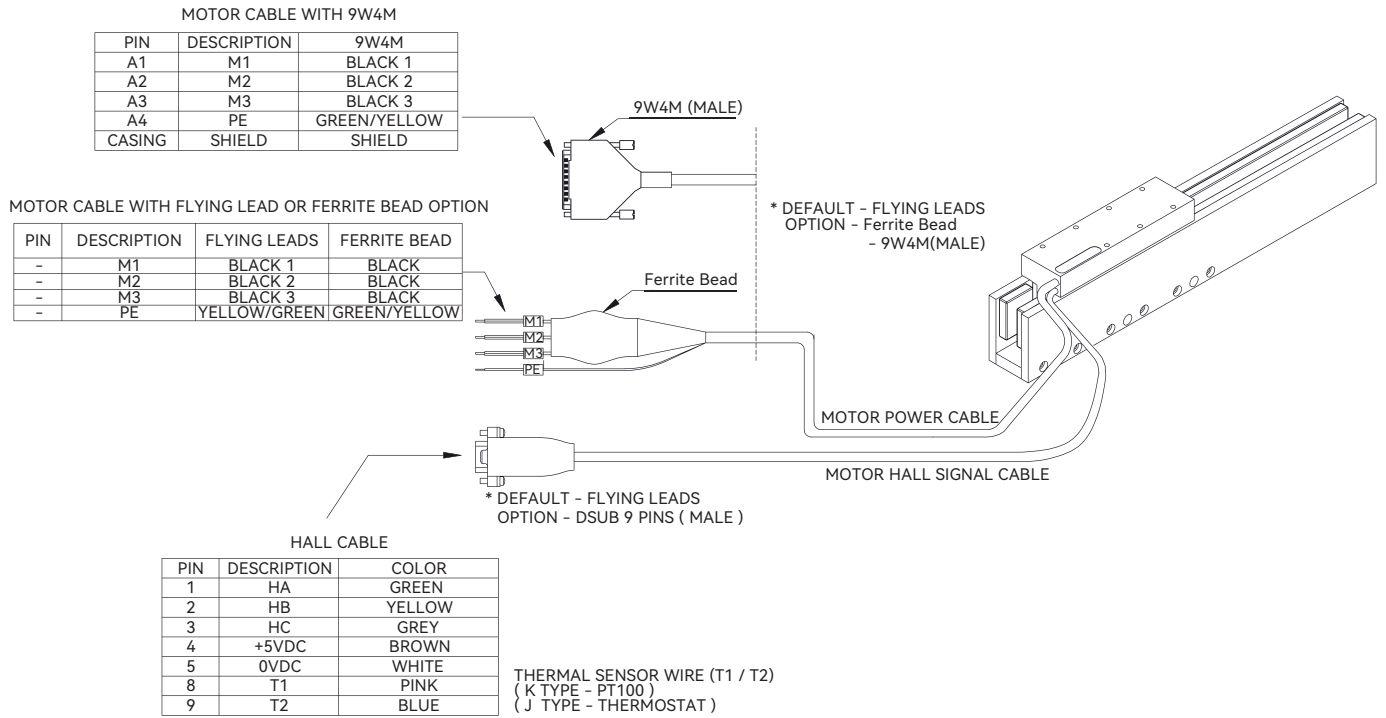 MOTOR CABLE WITH 9W4M
PIN DESCRIPTION 9W4M
A1 M1 BLACK 1
A2 M2 BLACK 2
A3 M3 BLACK 3
A4 PE GREEN/YELLOW
CASING SHIELD SHIELD
9W4M (MALE)
MOTOR CABLE WITH FLYING LEAD OR FERRITE BEAD OPTION
PIN DESCRIPTION FLYING LEADS FERRITE BEAD
- M1 BLACK 1 BLACK
- M2 BLACK 2 BLACK
- M3 BLACK 3 BLACK
- PE YELLOW/GREEN GREEN/YELLOW
* DEFAULT - FLYING LEADS
OPTION - Ferrite Bead
- 9W4M(MALE)
Ferrite Bead
M1
M2
M3
PE
MOTOR POWER CABLE
MOTOR HALL SIGNAL CABLE
* DEFAULT - FLYING LEADS
OPTION - DSUB 9 PINS ( MALE )
HALL CABLE
PIN DESCRIPTION COLOR
1 HA GREEN
2 HB YELLOW
3 HC GREY
4 +5VDC BROWN
5 0VDC WHITE
8 T1 PINK
9 T2 BLUE
THERMAL SENSOR WIRE (T1 / T2)
( K TYPE - PT100 )
( J TYPE - THERMOSTAT )